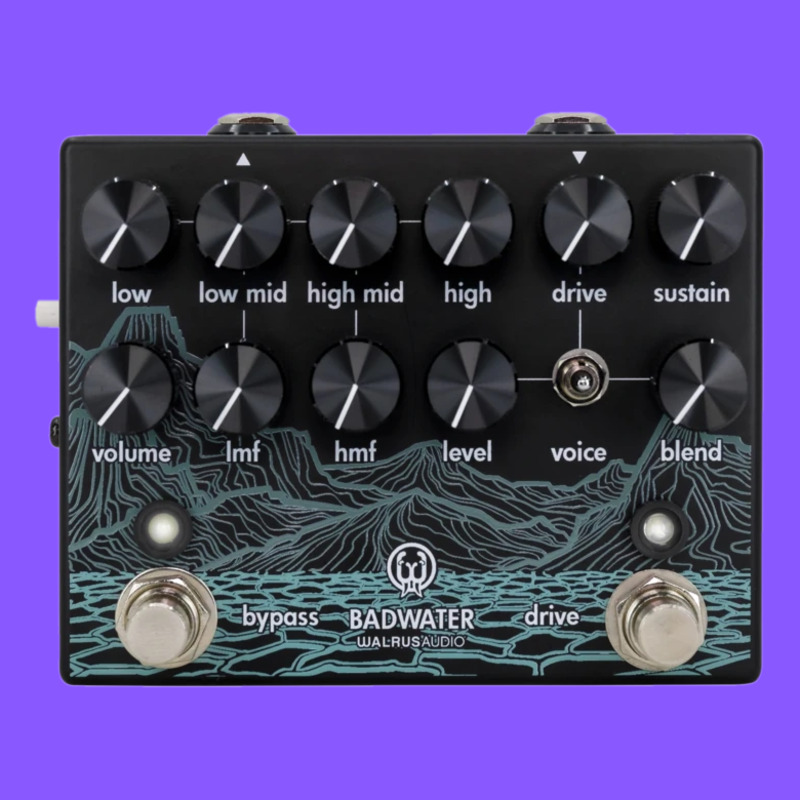 low low mid high mid high drive sustain
volume lmf hmf level voice blend
bypass BADWATER drive
WALRUSAUDIO